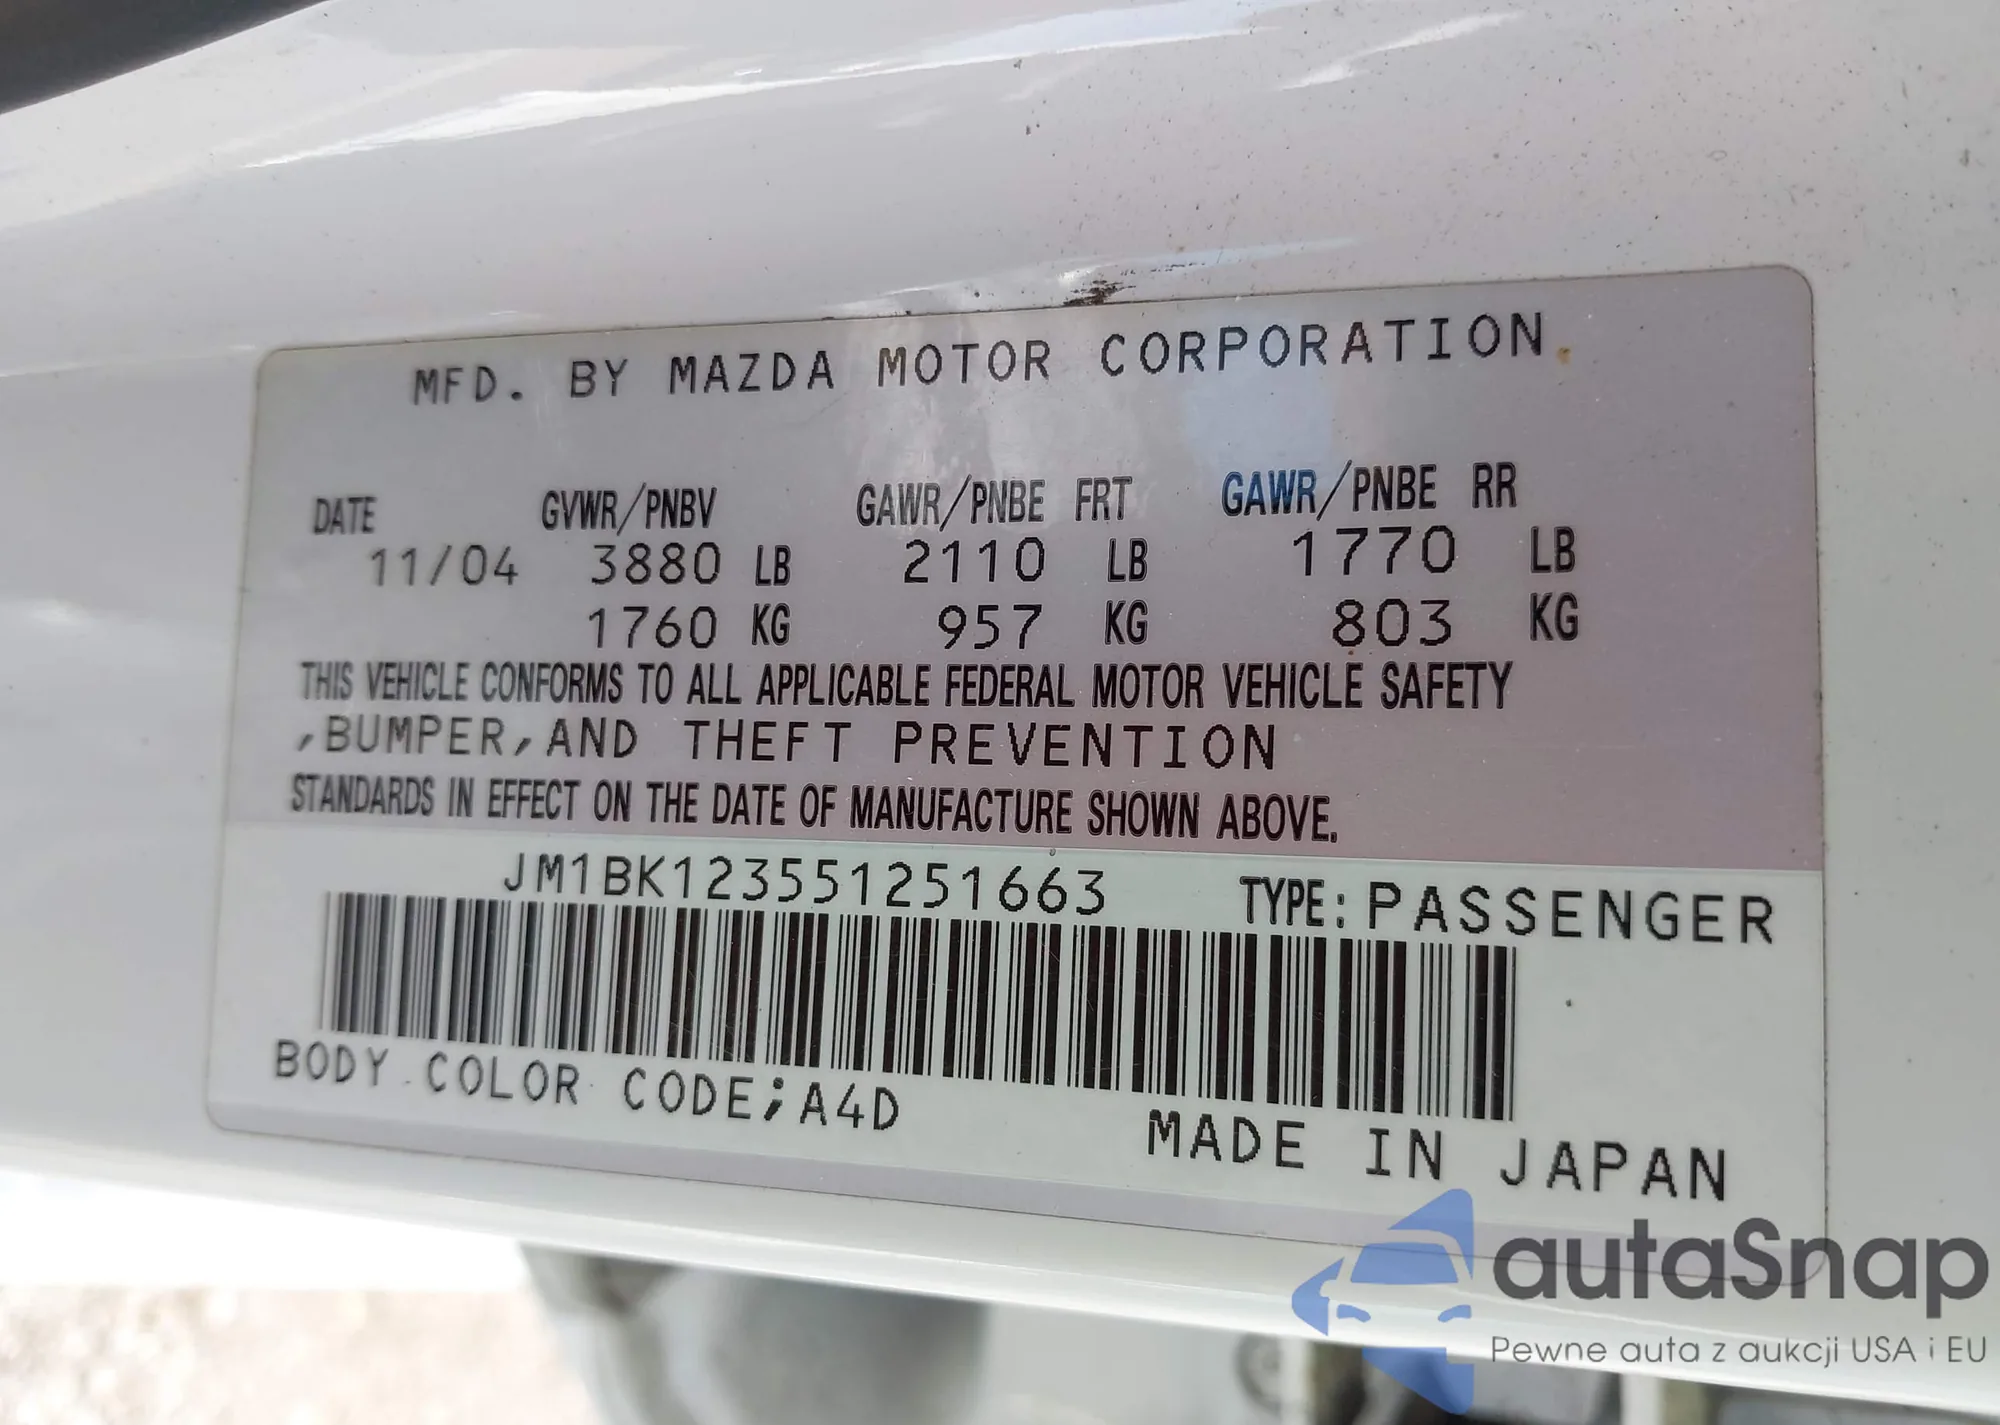 MFD. BY MAZDA MOTOR CORPORATION
DATE GVWR/PNBV GAWR/PNBE FRT GAWR/PNBE RR
11/04 3880 LB 2110 LB 1770 LB
1760 KG 957 KG 803 KG
THIS VEHICLE CONFORMS TO ALL APPLICABLE FEDERAL MOTOR VEHICLE SAFETY
,BUMPER,AND THEFT PREVENTION
STANDARDS IN EFFECT ON THE DATE OF MANUFACTURE SHOWN ABOVE.
JM1BK123551251663 TYPE: PASSENGER
BODY COLOR CODE;A4D
MADE IN JAPAN
autaSnap
Pewne auta z aukcji USA i EU